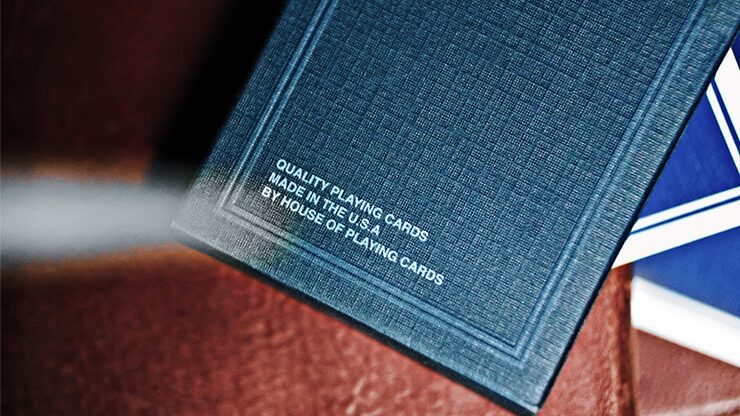 QUALITY PLAYING CARDS
MADE IN THE U.S.A
BY HOUSE OF PLAYING CARDS